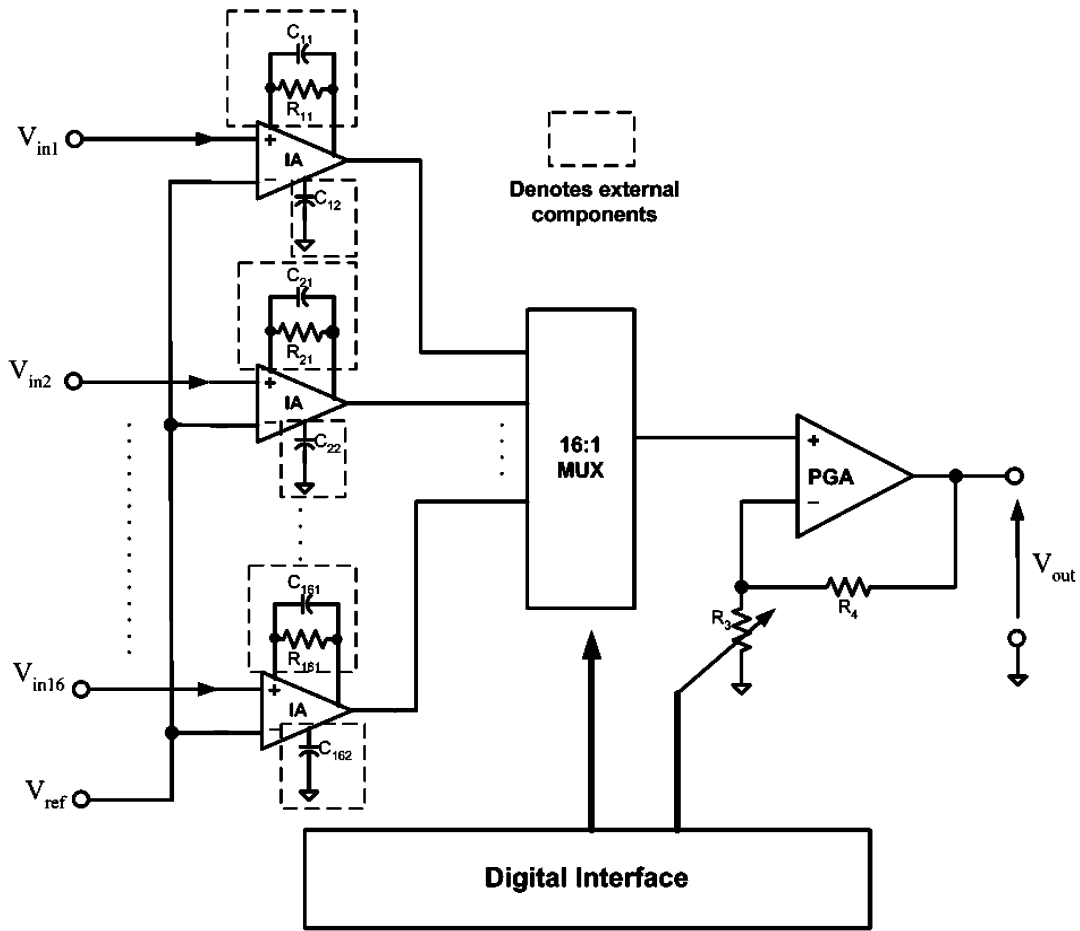 C11
R11
Vin1
+
IA
−
C12
Denotes external
components
C21
R21
Vin2
+
IA
−
C22
16:1
MUX
+
PGA
−
Vout
R4
R3
C161
R161
Vin16
+
IA
−
C162
Vref
Digital Interface